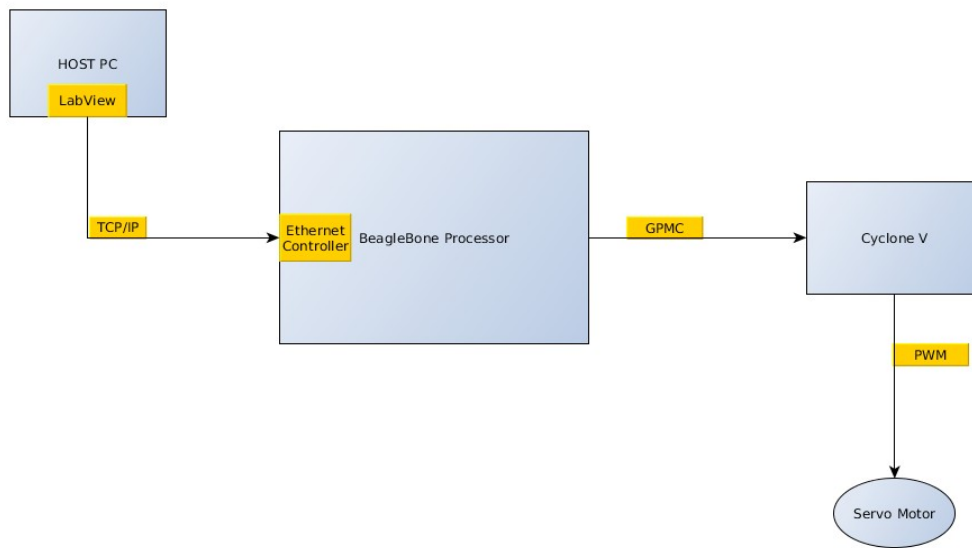 HOST PC
LabView
TCP/IP
Ethernet
Controller
BeagleBone Processor
GPMC
Cyclone V
PWM
Servo Motor